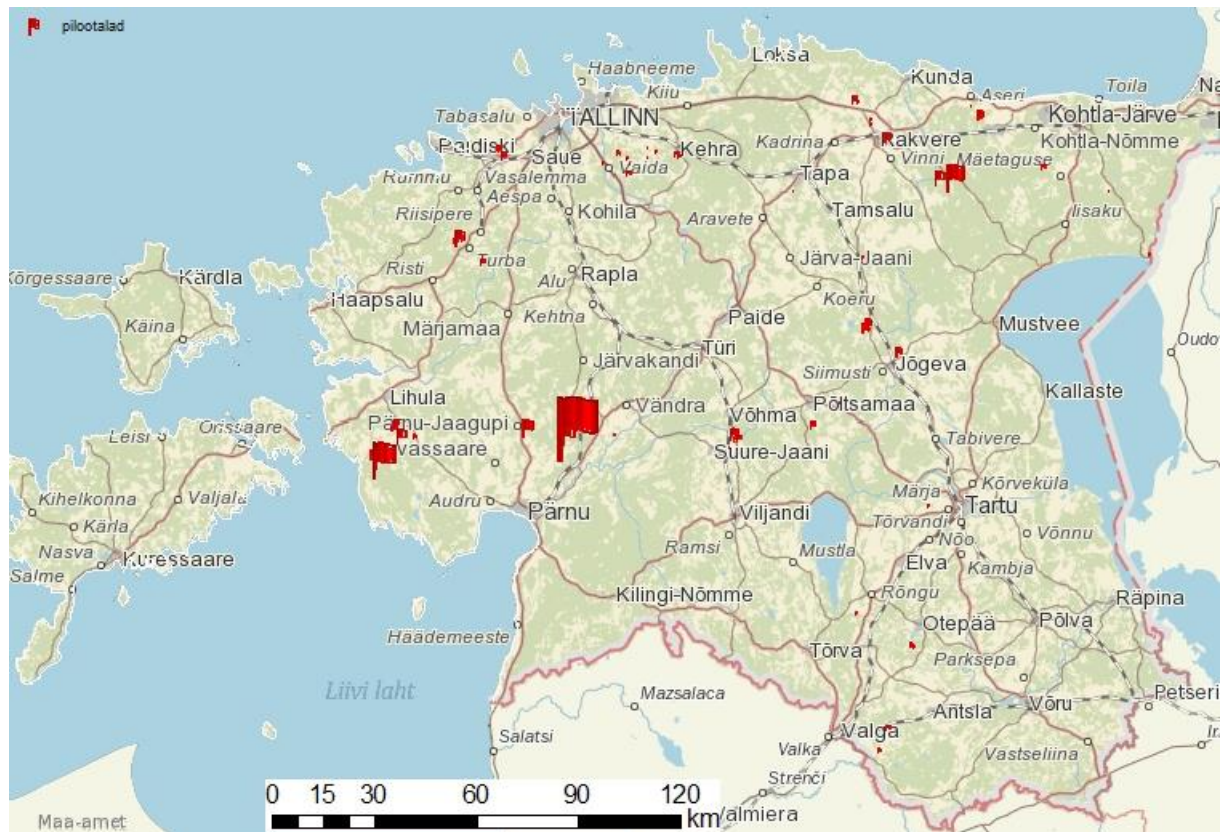 pilootalad
Loksa
Haabneeme
Kunda
Toila
Na
Kiiu
Aseri
Tabasalu
TALLINN
Kohtla-Järve
Paldiski
Kehra
Kadrina
Rakvere
Kohtla-Nõmme
Saue
Vaida
Vinni
Mäetaguse
Rummu
Vasalemma
Tapa
Aespa
Kohila
Aravete
Tamsalu
Iisaku
Riisipere
Turba
Järva-Jaani
Kõrgessaare
Kärdla
Risti
Alu
Rapla
Koeru
Haapsalu
Käina
Märjamaa
Kehtna
Paide
Mustvee
Türi
Oudo
Järvakandi
Jõgeva
Siimusti
Lihula
Kallaste
Vändra
Võhma
Põltsamaa
Pärnu-Jaagupi
Leisi
Orissaare
vassaare
Suure-Jaani
Tabivere
Kihelkonna
Valjala
Audru
Kõrveküla
Märja
Kärla
Pärnu
Viljandi
Tõrvandi
Tartu
Võnnu
Nasva
Kuressaare
Ramsi
Nõo
Salme
Mustla
Elva
Kambja
Kilingi-Nõmme
Rõngu
Räpina
Häädemeeste
Otepää
Põlva
Tõrva
Parksepa
Liivi laht
Mazsalaca
Petseri
Antsla
Võru
Salatsi
Valka
Valga
Vastseliina
Strenči
0 15 30 60 90 120
km
almiera
Maa-amet